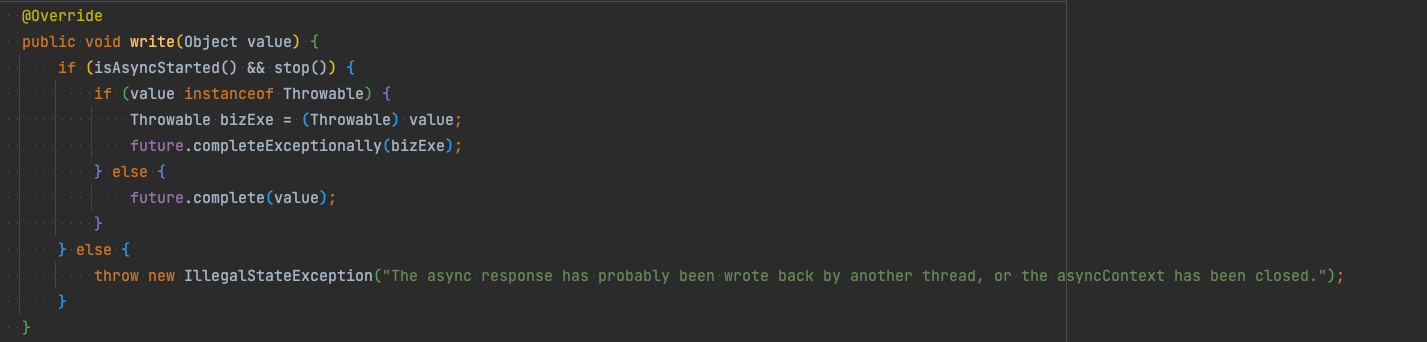 @Override
public void write(Object value) {
if (isAsyncStarted() && stop()) {
if (value instanceof Throwable) {
Throwable bizExe = (Throwable) value;
future.completeExceptionally(bizExe);
} else {
future.complete(value);
}
} else {
throw new IllegalStateException("The async response has probably been wrote back by another thread, or the asyncContext has been closed.");
}
}